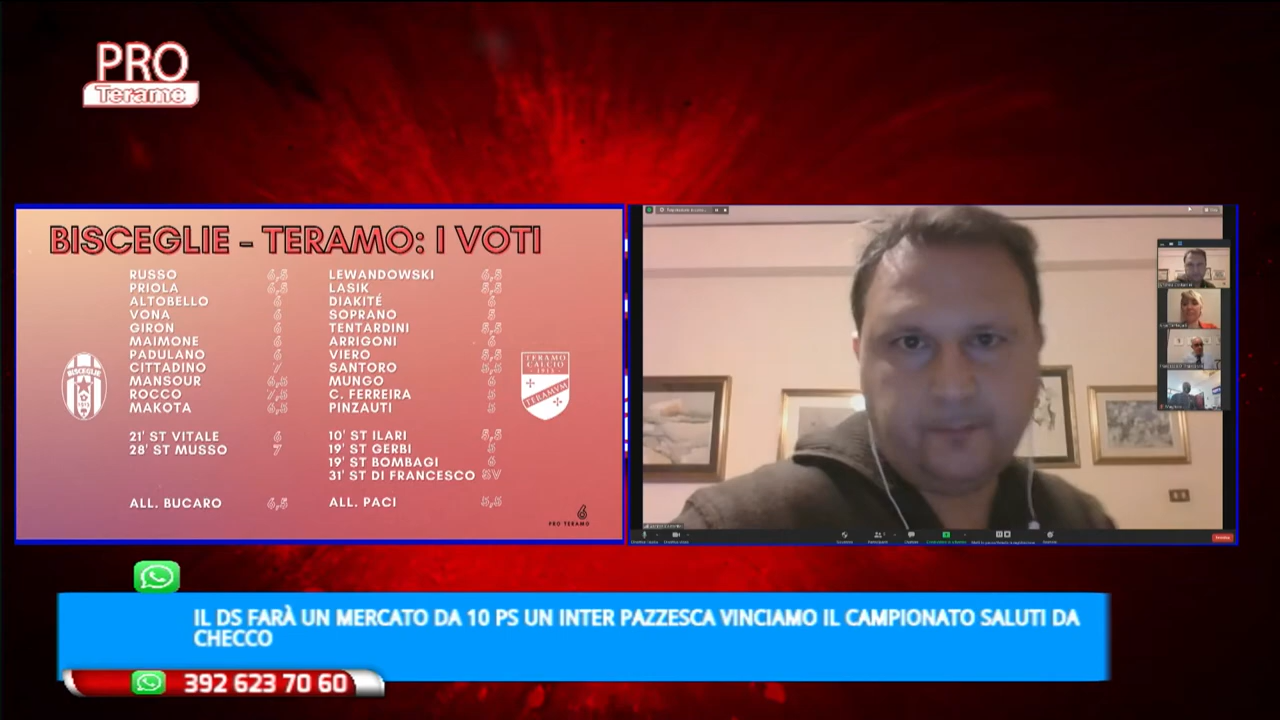 PRO
Teramo
BISCEGLIE - TERAMO: I VOTI
RUSSO 6,5 LEWANDOWSKI 6,5
PRIOLA 6 LASIK 5,5
ALTOBELLO 6 DIAKITÉ 6
VONA 6 SOPRANO 5
GIRON 6 TENTARDINI 5,5
MAIMONE 6 ARRIGONI 6
PADULANO 6 VIERO 5,5
CITTADINO 7 SANTORO 5,5
MANSOUR 6,5 MUNGO 6
ROCCO 7,5 C. FERREIRA 5
MAKOTA 6,5 PINZAUTI 5
21' ST VITALE 6 10' ST ILARI 5,5
28' ST MUSSO 7 19' ST GERBI 5
19' ST BOMBAGI 6
31' ST DI FRANCESCO SV
ALL. BUCARO 6,5 ALL. PACI 5,5
BISCEGLIE
TERAMO
CALCIO
1913
TERAMVM
6
PRO TERAMO
IL DS FARÀ UN MERCATO DA 10 PS UN INTER PAZZESCA VINCIAMO IL CAMPIONATO SALUTI DA
CHECCO
392 623 70 60